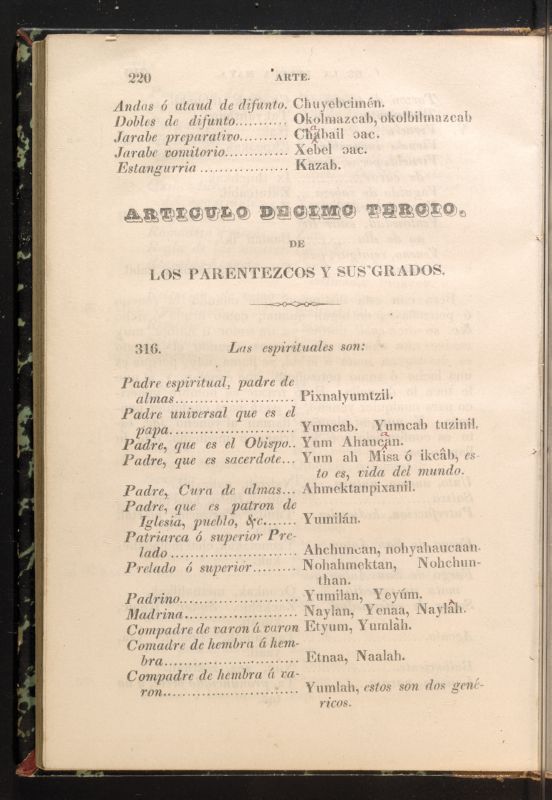 220 ARTE.
Andas ó ataud de difunto. Chuyebcimén.
Dobles de difunto........... Okolmazcab, okolbilmazcab
Jarabe preparativo.......... Chabail ɔac.
Jarabe vomitorio............. Xebel ɔac.
Estangurria .................. Kazab.
ARTICULO DECIMO TERCIO.
DE
LOS PARENTEZCOS Y SUS GRADOS.
316. Las espirituales son:
Padre espiritual, padre de
almas......................... Pixnalyumtzil.
Padre universal que es el
papa.......................... Yumcab. Yumcab tuzinil.
Padre, que es el Obispo.. Yum Ahaucan.
Padre, que es sacerdote... Yum ah Misa ó ikcâb, es-
to es, vida del mundo.
Padre, Cura de almas... Ahmektanpixanil.
Padre, que es patron de
Iglesia, pueblo, &c....... Yumilán.
Patriarca ó superior Pre-
lado .......................... Ahchuncan, nohyahaucaan.
Prelado ó superior......... Nohahmektan, Nohchun-
than.
Padrino......................... Yumilan, Yeyúm.
Madrina........................ Naylan, Yenáa, Naylâh.
Compadre de varon á varon Etyum, Yumlàh.
Comadre de hembra á hem-
bra............................ Etnaa, Naalah.
Compadre de hembra á va-
ron............................ Yumlah, estos son dos gené-
ricos.